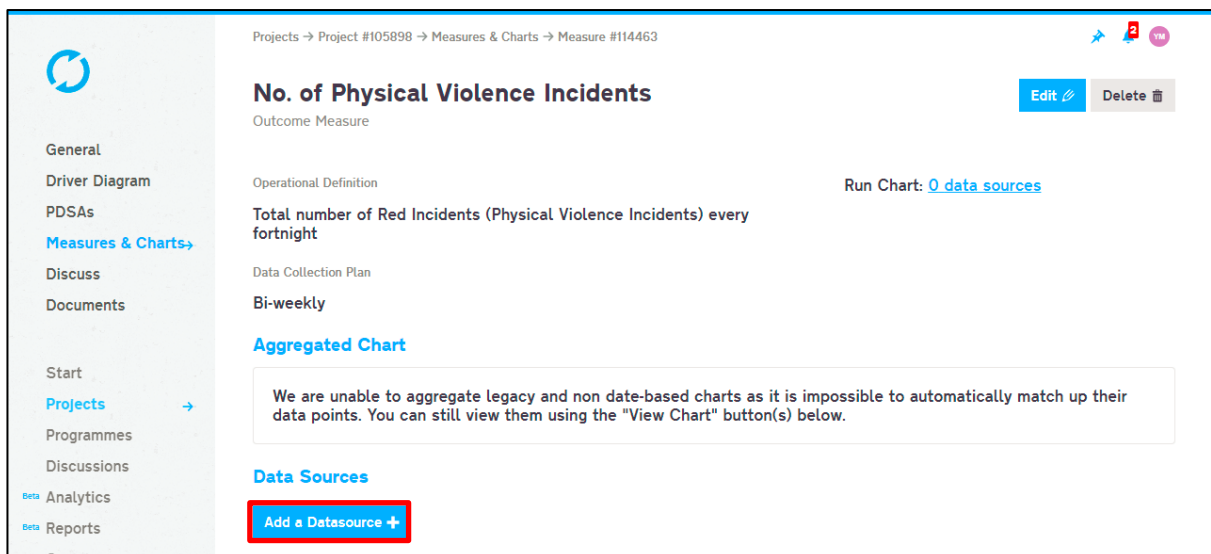 Projects → Project #105898 → Measures & Charts → Measure #114463
2
YM
No. of Physical Violence Incidents
Outcome Measure
Edit
Delete
General
Driver Diagram
PDSAs
Measures & Charts→
Discuss
Documents
Operational Definition
Total number of Red Incidents (Physical Violence Incidents) every
fortnight
Run Chart: 0 data sources
Data Collection Plan
Bi-weekly
Aggregated Chart
We are unable to aggregate legacy and non date-based charts as it is impossible to automatically match up their
data points. You can still view them using the "View Chart" button(s) below.
Start
Projects →
Programmes
Discussions
Beta Analytics
Beta Reports
Data Sources
Add a Datasource +